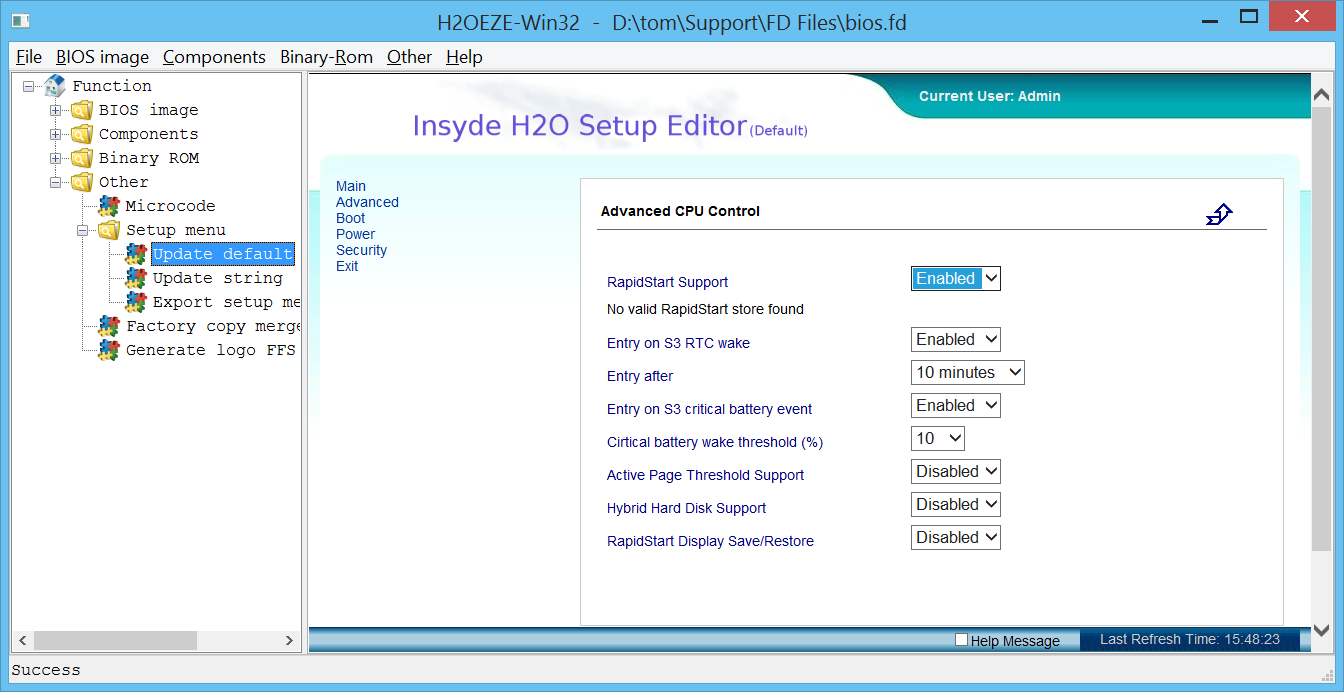 H2OEZE-Win32 - D:\tom\Support\FD Files\bios.fd
File BIOS image Components Binary-Rom Other Help
Function
BIOS image
Components
Binary ROM
Other
Microcode
Setup menu
Update default
Update string
Export setup me
Factory copy merge
Generate logo FFS
Current User: Admin
Insyde H2O Setup Editor (Default)
Main
Advanced
Boot
Power
Security
Exit
Advanced CPU Control
RapidStart Support Enabled
No valid RapidStart store found
Entry on S3 RTC wake Enabled
Entry after 10 minutes
Entry on S3 critical battery event Enabled
Cirtical battery wake threshold (%) 10
Active Page Threshold Support Disabled
Hybrid Hard Disk Support Disabled
RapidStart Display Save/Restore Disabled
Help Message Last Refresh Time: 15:48:23
Success